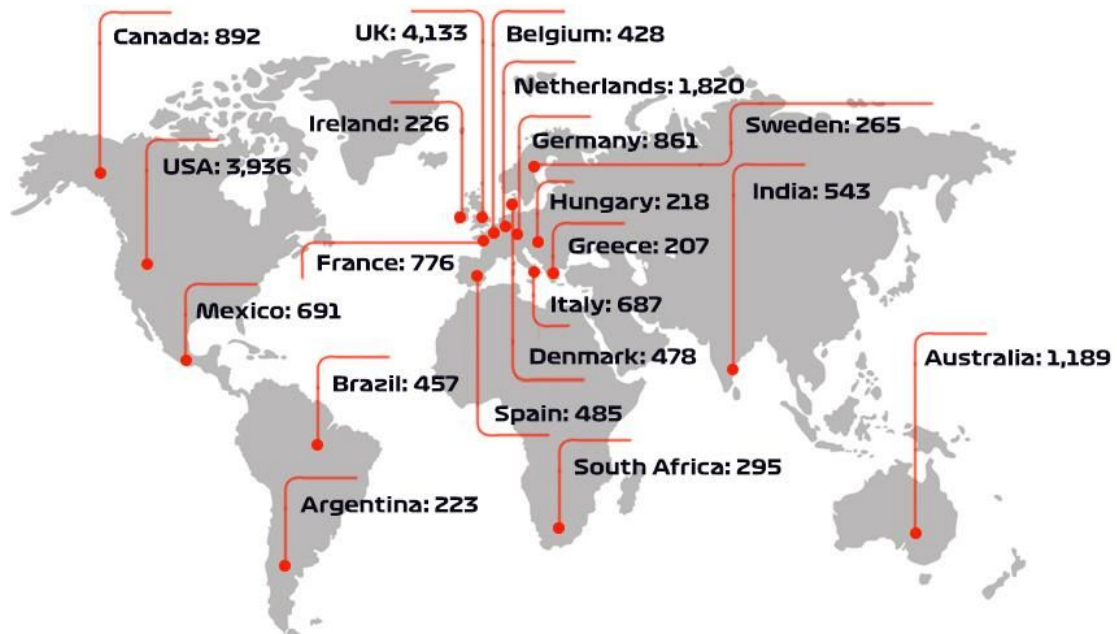 Canada: 892
UK: 4,133
Belgium: 428
Netherlands: 1,820
Ireland: 226
Sweden: 265
Germany: 861
USA: 3,936
India: 543
Hungary: 218
Greece: 207
France: 776
Mexico: 691
Italy: 687
Denmark: 478
Australia: 1,189
Brazil: 457
Spain: 485
South Africa: 295
Argentina: 223